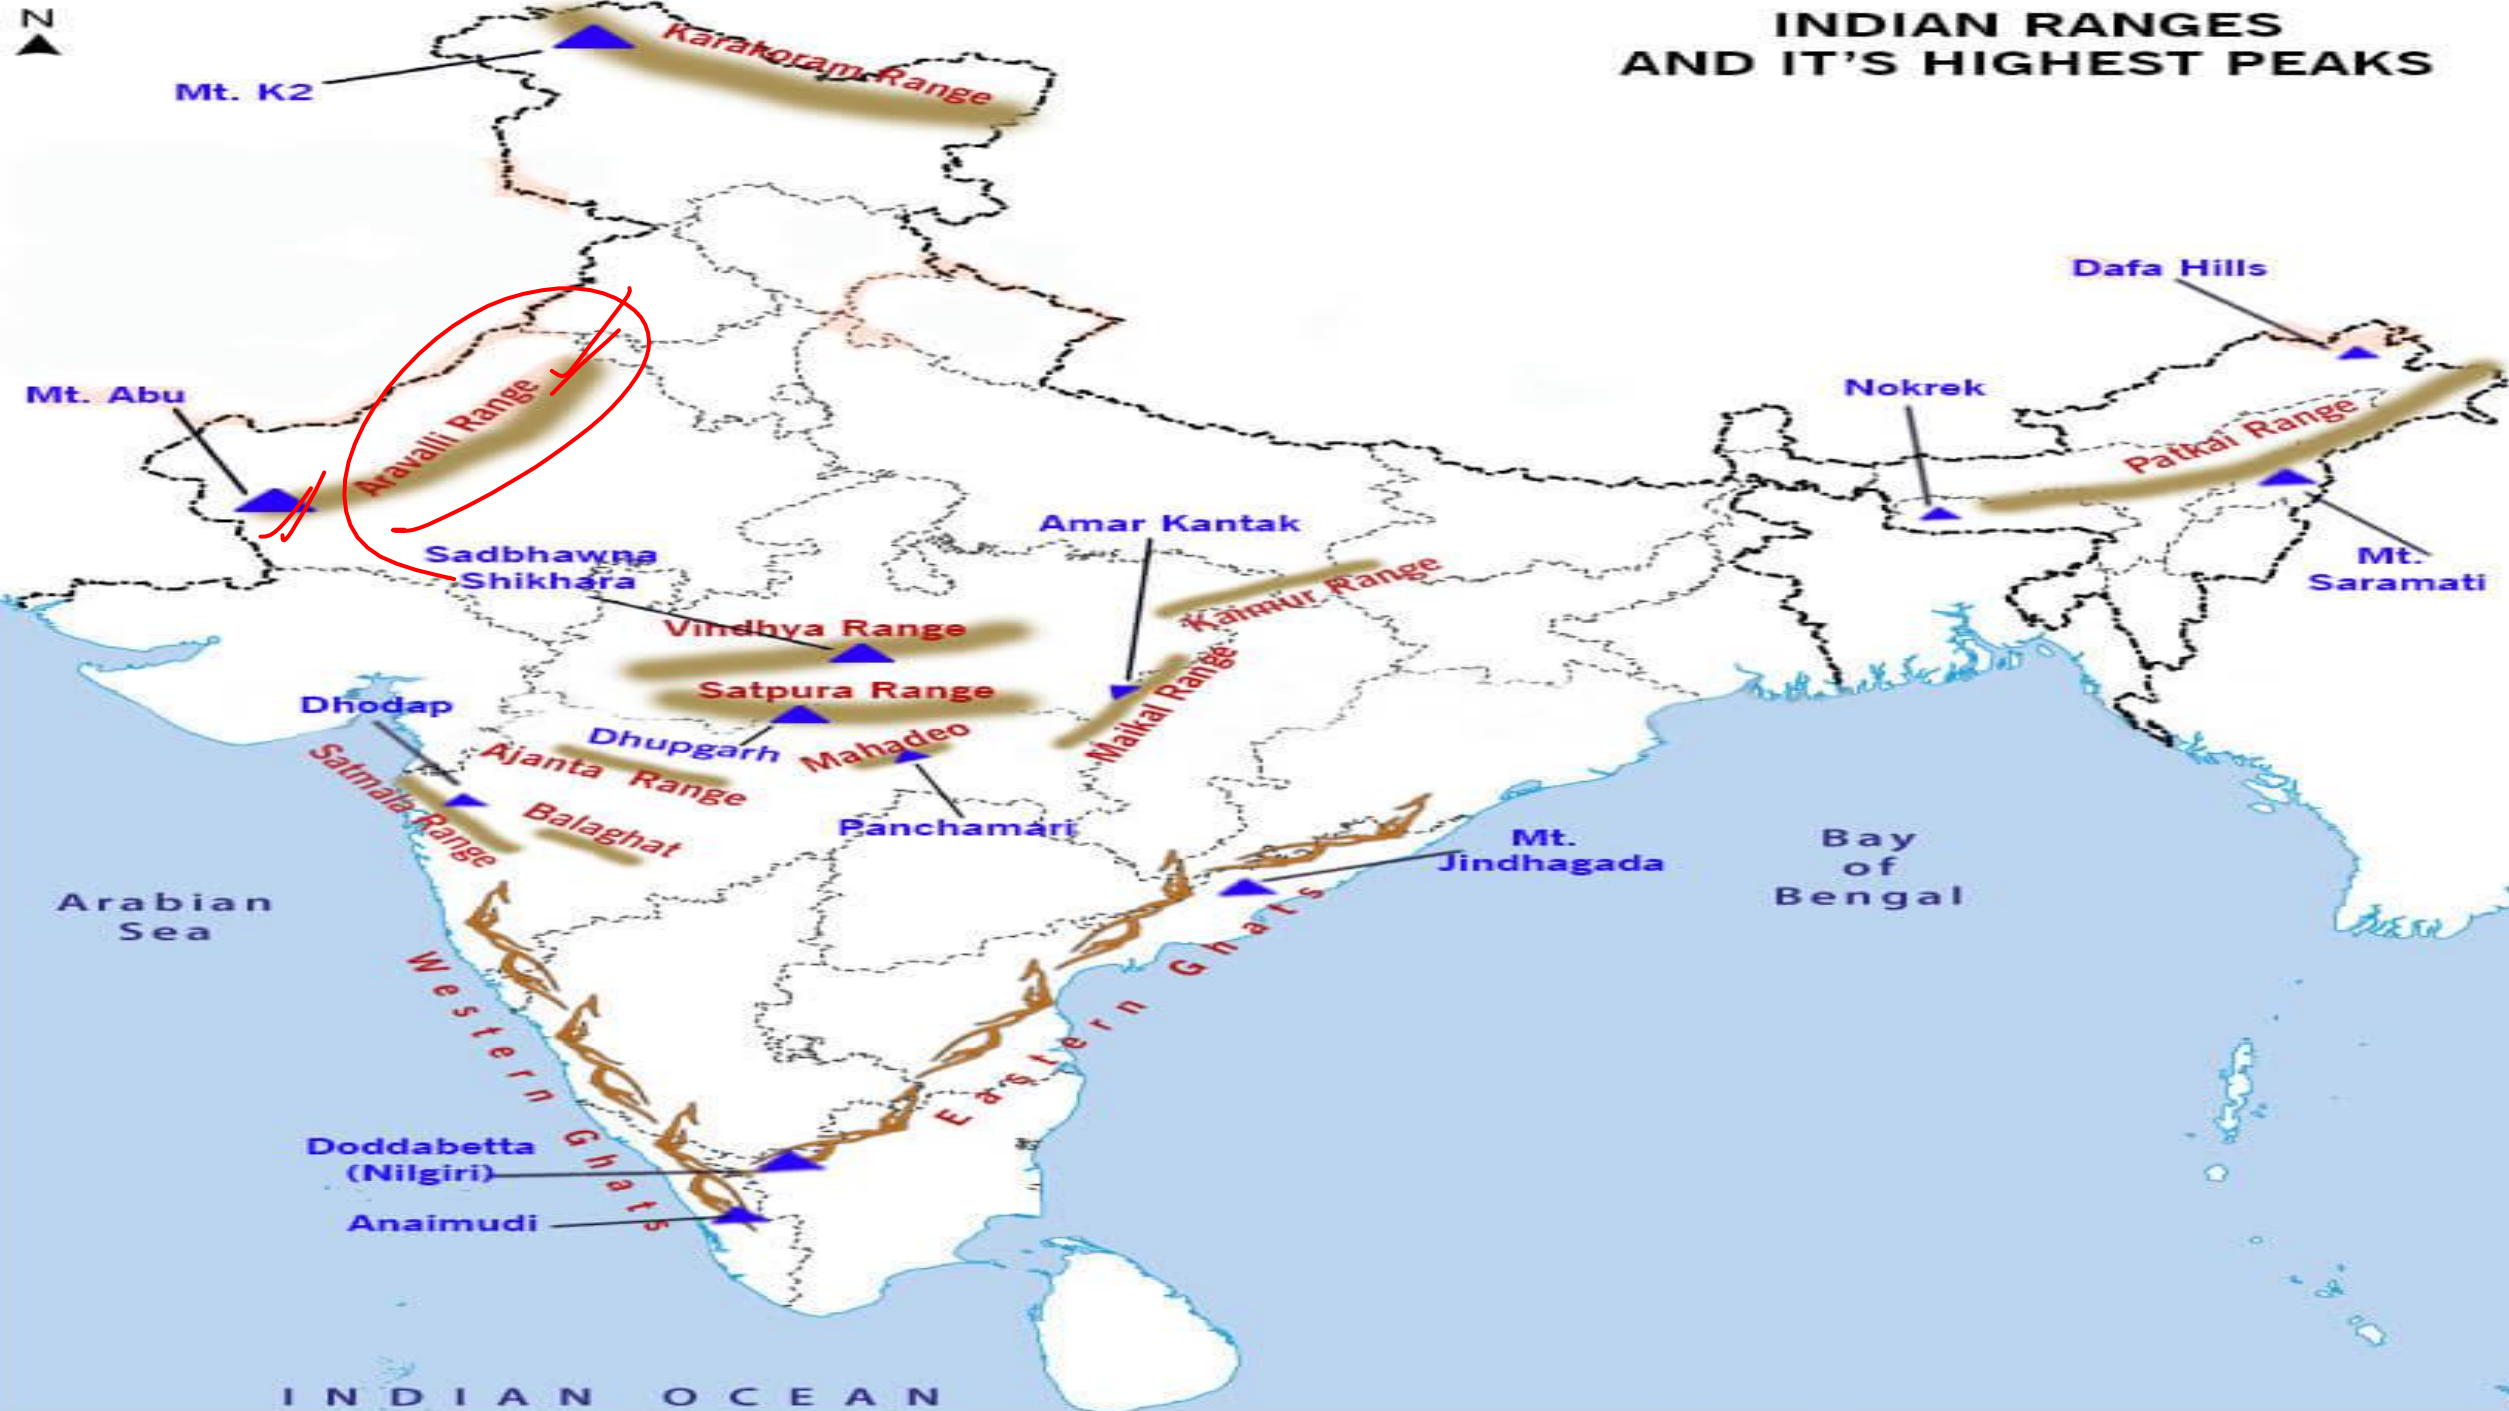 N
INDIAN RANGES
AND IT'S HIGHEST PEAKS
Karakoram Range
Mt. K2
Dafa Hills
Mt. Abu
Aravalli Range
Nokrek
Patkai Range
Amar Kantak
Sadbhawna
Shikhara
Mt.
Saramati
Kaimur Range
Vindhya Range
Satpura Range
Maikal Range
Dhodap
Dhupgarh
Mahadeo
Ajanta Range
Satmala Range
Balaghat
Panchamari
Mt.
Jindhagada
Bay
of
Bengal
Arabian
Sea
Western Ghats
Eastern Ghats
Doddabetta
(Nilgiri)
Anaimudi
INDIAN OCEAN